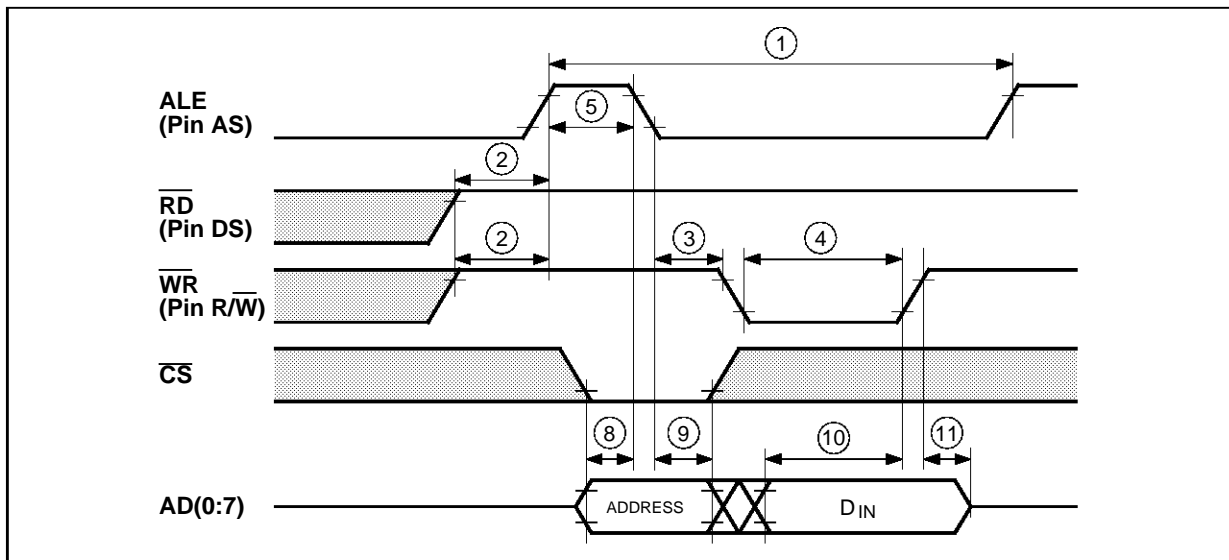 ①
ALE
(Pin AS)
⑤
②
RD
(Pin DS)
②
③
④
WR
(Pin R/W)
CS
⑧
⑨
⑩
⑪
AD(0:7)
ADDRESS
DIN